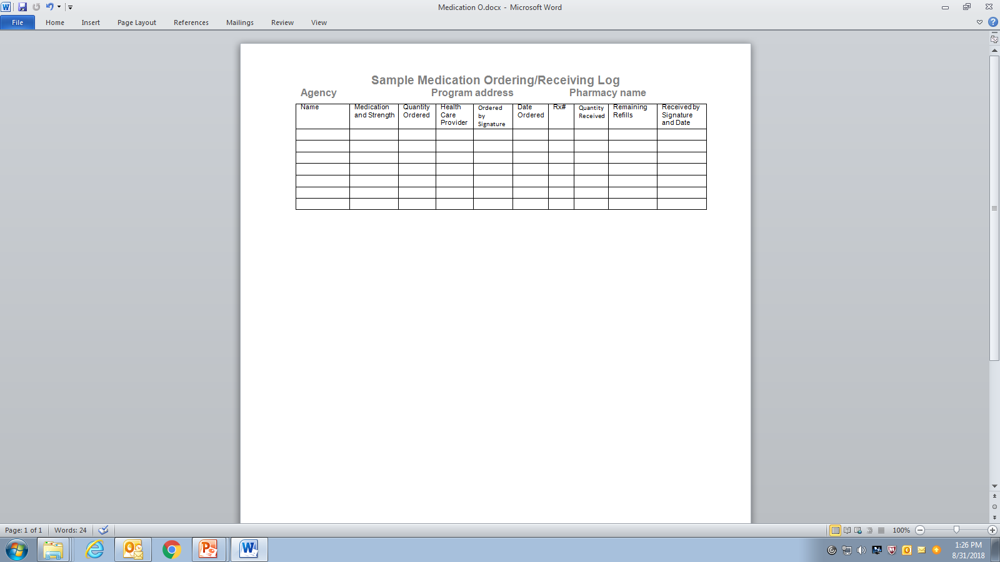 Medication O.docx - Microsoft Word
File Home Insert Page Layout References Mailings Review View
Sample Medication Ordering/Receiving Log
Agency Program address Pharmacy name
Name
Medication
and Strength
Quantity
Ordered
Health
Care
Provider
Ordered
by
Signature
Date
Ordered
Rx#
Quantity
Received
Remaining
Refills
Received by
Signature
and Date
Page: 1 of 1 Words: 24 100%
1:26 PM
8/31/2018